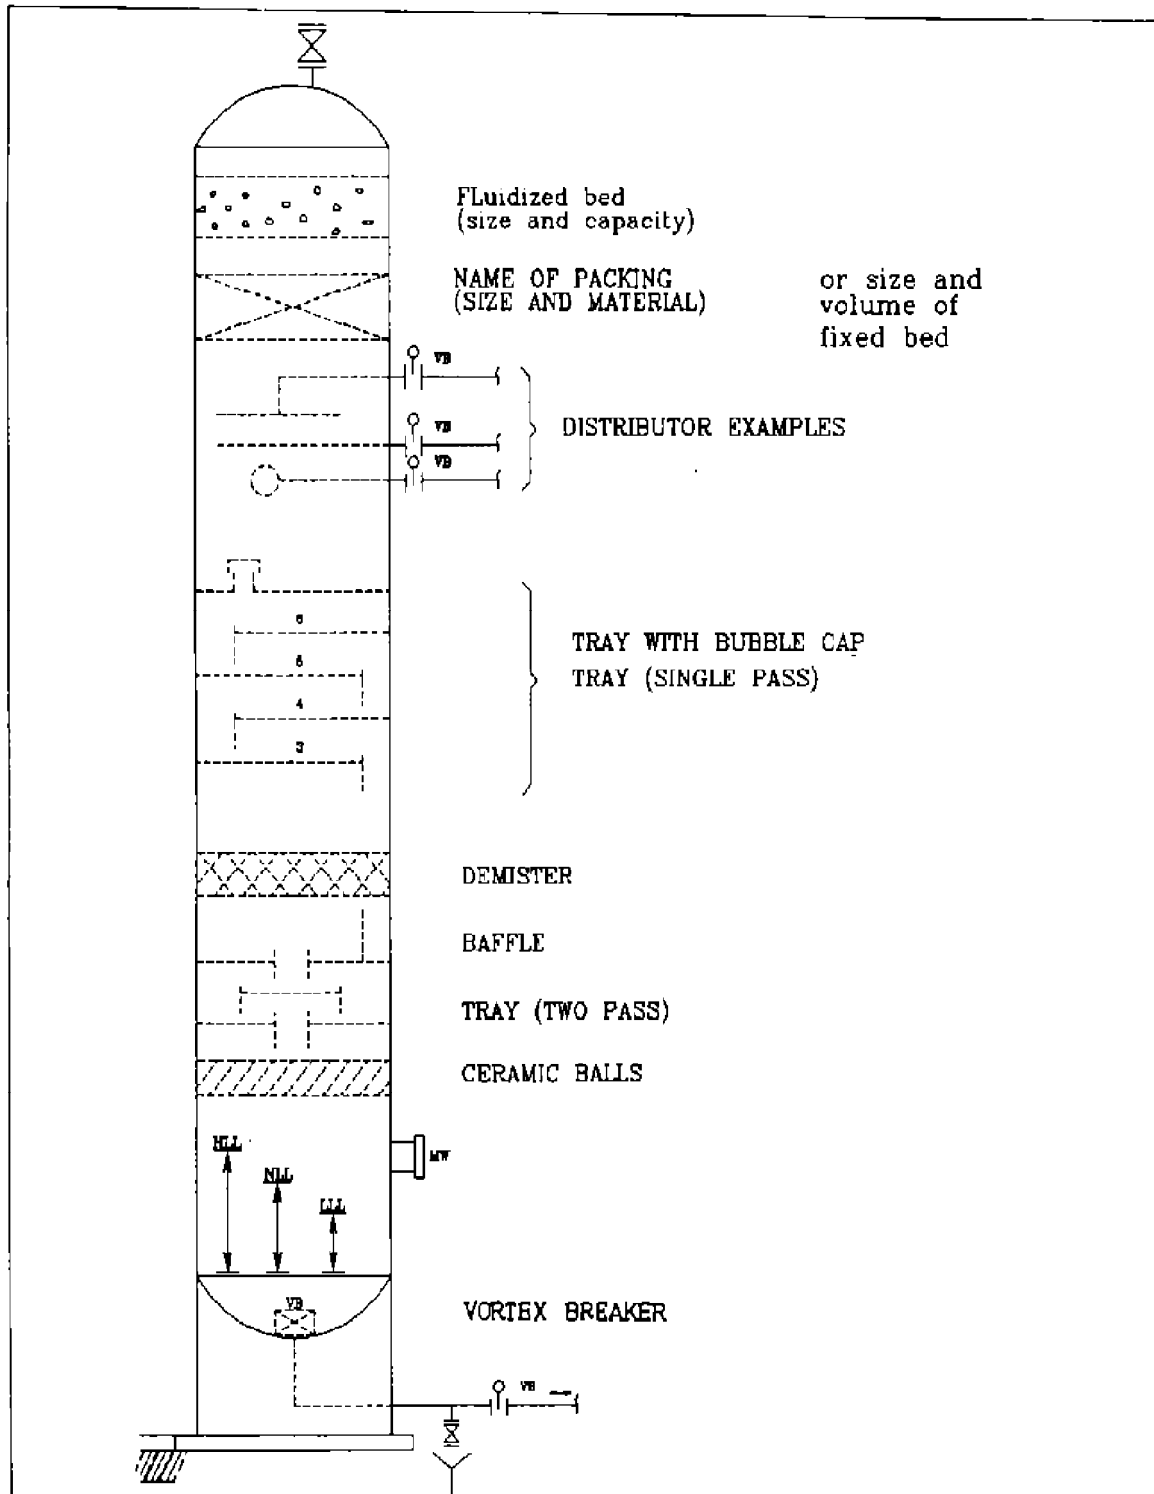 FLuidized bed
(size and capacity)
NAME OF PACKING
(SIZE AND MATERIAL)
or size and
volume of
fixed bed
VB
VB
VB
DISTRIBUTOR EXAMPLES
6
5
4
3
TRAY WITH BUBBLE CAP
TRAY (SINGLE PASS)
DEMISTER
BAFFLE
TRAY (TWO PASS)
CERAMIC BALLS
HLL
NLL
LLL
MW
VB
VORTEX BREAKER
VB